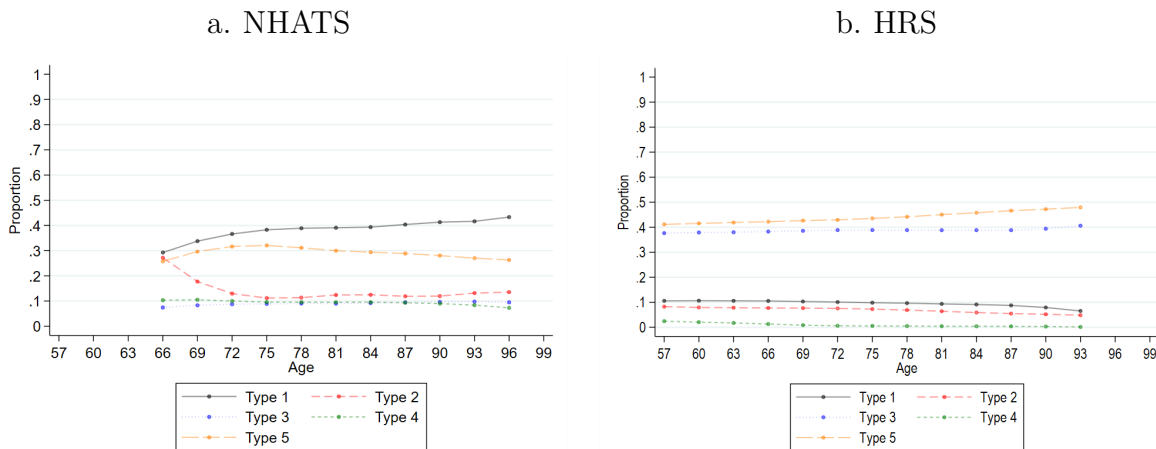 a. NHATS
b. HRS
Proportion
1
.9
.8
.7
.6
.5
.4
.3
.2
.1
0
57 60 63 66 69 72 75 78 81 84 87 90 93 96 99
Age
Type 1 Type 2
Type 3 Type 4
Type 5
Proportion
1
.9
.8
.7
.6
.5
.4
.3
.2
.1
0
57 60 63 66 69 72 75 78 81 84 87 90 93 96 99
Age
Type 1 Type 2
Type 3 Type 4
Type 5